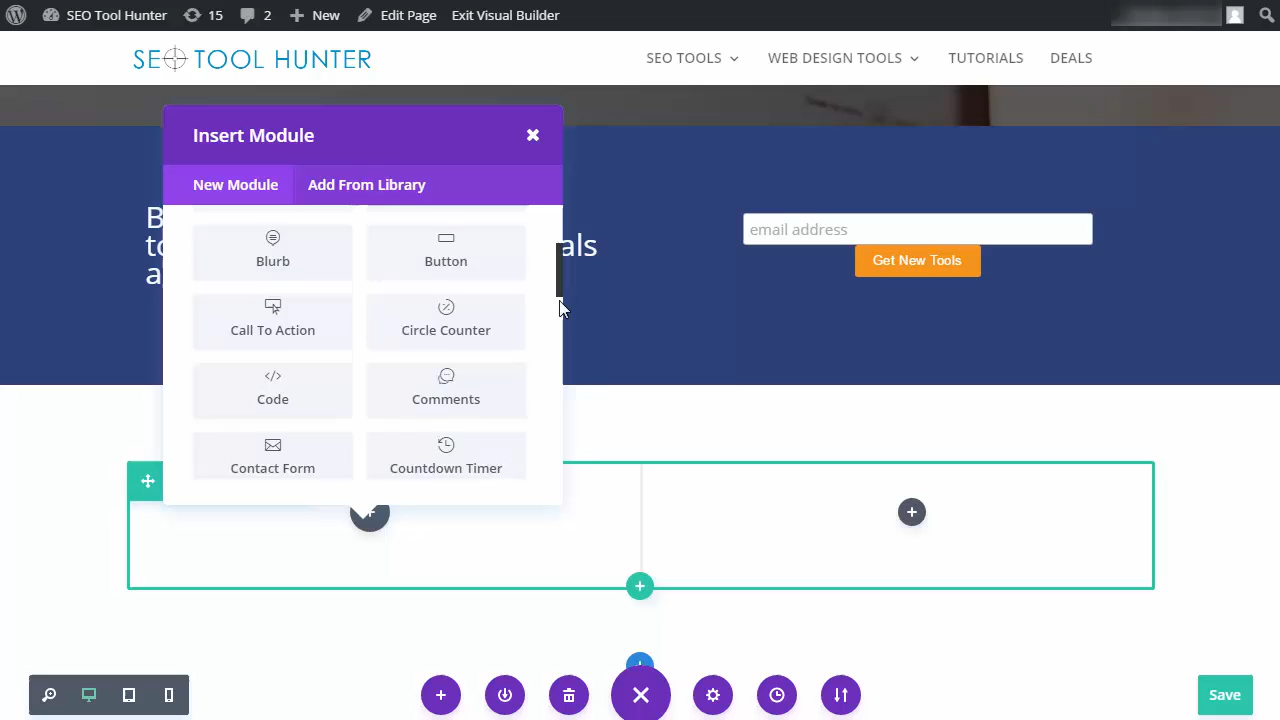 SEO Tool Hunter 15 2 New Edit Page Exit Visual Builder
SEO TOOL HUNTER
SEO TOOLS WEB DESIGN TOOLS TUTORIALS DEALS
Insert Module
New Module Add From Library
Blurb Button
Call To Action Circle Counter
Code Comments
Contact Form Countdown Timer
email address
Get New Tools
Save